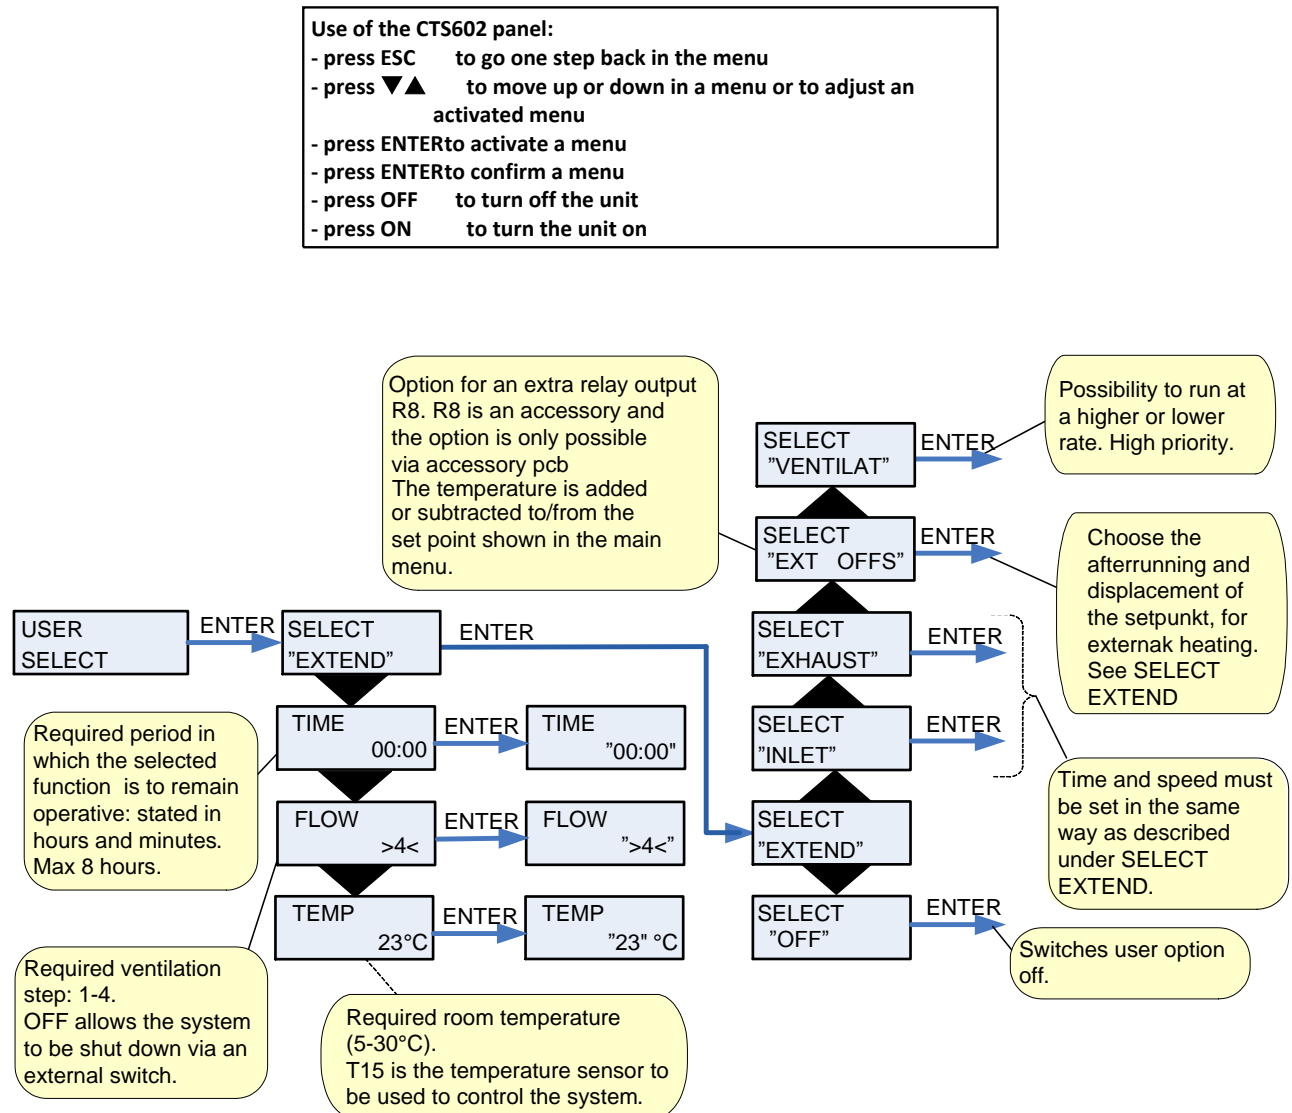 Use of the CTS602 panel:
- press ESC to go one step back in the menu
- press ▼▲ to move up or down in a menu or to adjust an
activated menu
- press ENTERto activate a menu
- press ENTERto confirm a menu
- press OFF to turn off the unit
- press ON to turn the unit on
Option for an extra relay output
R8. R8 is an accessory and
the option is only possible
via accessory pcb
The temperature is added
or subtracted to/from the
set point shown in the main
menu.
SELECT
"VENTILAT"
ENTER
Possibility to run at
a higher or lower
rate. High priority.
SELECT
"EXT OFFS"
ENTER
Choose the
afterrunning and
displacement of
the setpunkt, for
externak heating.
See SELECT
EXTEND
USER
SELECT
ENTER
SELECT
"EXTEND"
ENTER
SELECT
"EXHAUST"
ENTER
Required period in
which the selected
function is to remain
operative: stated in
hours and minutes.
Max 8 hours.
TIME
00:00
ENTER
TIME
"00:00"
SELECT
"INLET"
ENTER
Time and speed must
be set in the same
way as described
under SELECT
EXTEND.
FLOW
>4<
ENTER
FLOW
">4<"
SELECT
"EXTEND"
TEMP
23°C
ENTER
TEMP
"23" °C
SELECT
"OFF"
ENTER
Switches user option
off.
Required ventilation
step: 1-4.
OFF allows the system
to be shut down via an
external switch.
Required room temperature
(5-30°C).
T15 is the temperature sensor to
be used to control the system.